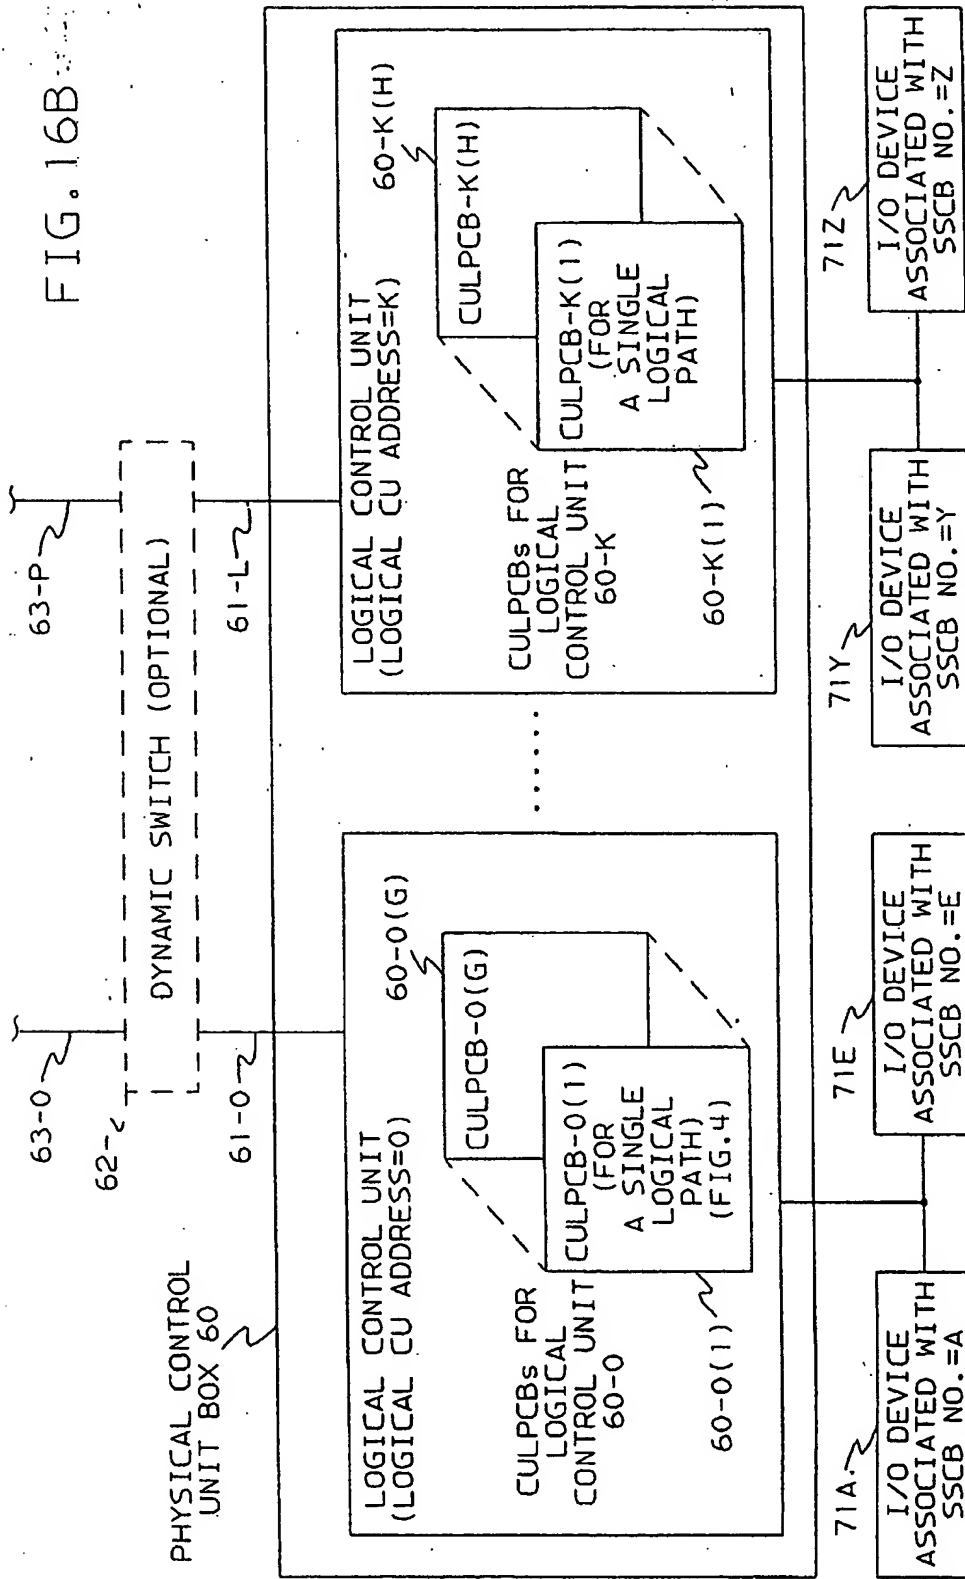 FIG.16B
63-0
63-P
62
DYNAMIC SWITCH (OPTIONAL)
61-0
61-L
PHYSICAL CONTROL
UNIT BOX 60
LOGICAL CONTROL UNIT
(LOGICAL CU ADDRESS=0)
60-0(G)
CULPCB-0(G)
CULPCBs FOR
LOGICAL
CONTROL UNIT
60-0
CULPCB-0(1)
(FOR
A SINGLE
LOGICAL
PATH)
(FIG.4)
60-0(1)
......
LOGICAL CONTROL UNIT
(LOGICAL CU ADDRESS=K)
60-K(H)
CULPCB-K(H)
CULPCBs FOR
LOGICAL
CONTROL UNIT
60-K
CULPCB-K(1)
(FOR
A SINGLE
LOGICAL
PATH)
60-K(1)
71A
I/O DEVICE
ASSOCIATED WITH
SSCB NO.=A
71E
I/O DEVICE
ASSOCIATED WITH
SSCB NO.=E
71Y
I/O DEVICE
ASSOCIATED WITH
SSCB NO.=Y
71Z
I/O DEVICE
ASSOCIATED WITH
SSCB NO.=Z